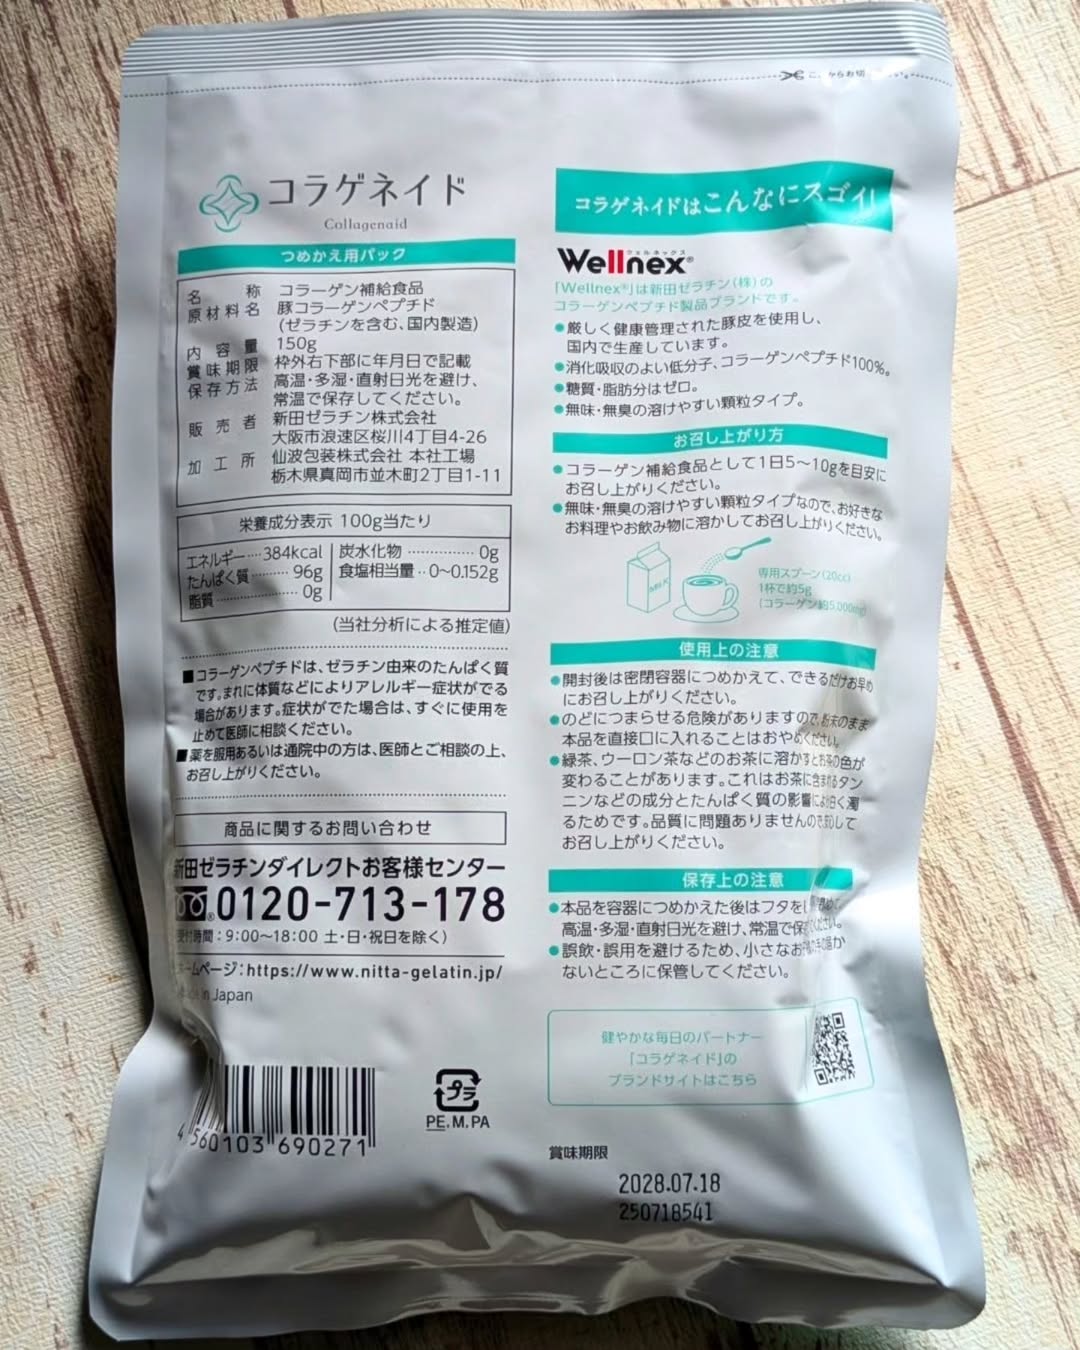 コラゲネイド
Collagenaid
つめかえ用パック
名称 コラーゲン補給食品
原材料名 豚コラーゲンペプチド
(ゼラチンを含む、国内製造)
内容量 150g
賞味期限 枠外右下部に年月日で記載
保存方法 高温・多湿・直射日光を避け、
常温で保存してください。
販売者 新田ゼラチン株式会社
大阪市浪速区桜川4丁目4-26
加工所 仙波包装株式会社 本社工場
栃木県真岡市並木町2丁目1-11
栄養成分表示 100g当たり
エネルギー…384kcal
たんぱく質………96g
脂質………………0g
炭水化物…………0g
食塩相当量‥0〜0.152g
(当社分析による推定値)
■コラーゲンペプチドは、ゼラチン由来のたんぱく質
です。まれに体質などによりアレルギー症状がでる
場合があります。症状がでた場合は、すぐに使用を
止めて医師に相談ください。
■薬を服用あるいは通院中の方は、医師とご相談の上、
お召し上がりください。
商品に関するお問い合わせ
新田ゼラチンダイレクトお客様センター
0120-713-178
受付時間：9:00〜18:00 土・日・祝日を除く)
ホームページ：https://www.nitta-gelatin.jp/
Made in Japan
4 560103 690271
プラ
PE,M,PA
コラゲネイドはこんなにスゴイ!
ウェルネックス
Wellnex®
「Wellnex®」は新田ゼラチン(株)の
コラーゲンペプチド製品ブランドです。
●厳しく健康管理された豚皮を使用し、
国内で生産しています。
●消化吸収のよい低分子、コラーゲンペプチド100%。
●糖質・脂肪分はゼロ。
●無味・無臭の溶けやすい顆粒タイプ。
お召し上がり方
●コラーゲン補給食品として1日5〜10gを目安に
お召し上がりください。
●無味・無臭の溶けやすい顆粒タイプなので、お好きな
お料理やお飲み物に溶かしてお召し上がりください。
MILK
専用スプーン(20cc)
1杯で約5g
(コラーゲン約5,000mg)
使用上の注意
●開封後は密閉容器につめかえて、できるだけお早め
にお召し上がりください。
●のどにつまらせる危険がありますので、粉末のまま
本品を直接口に入れることはおやめください。
●緑茶、ウーロン茶などのお茶に溶かすとお茶の色が
変わることがあります。これはお茶に含まれるタン
ニンなどの成分とたんぱく質の影響により白く濁
るためです。品質に問題ありませんので、安心して
お召し上がりください。
保存上の注意
●本品を容器につめかえた後はフタをし
高温・多湿・直射日光を避け、常温で保存ください。
●誤飲・誤用を避けるため、小さなお子様の手の届か
ないところに保管してください。
健やかな毎日のパートナー
「コラゲネイド」の
ブランドサイトはこちら
賞味期限
2028.07.18
250718541